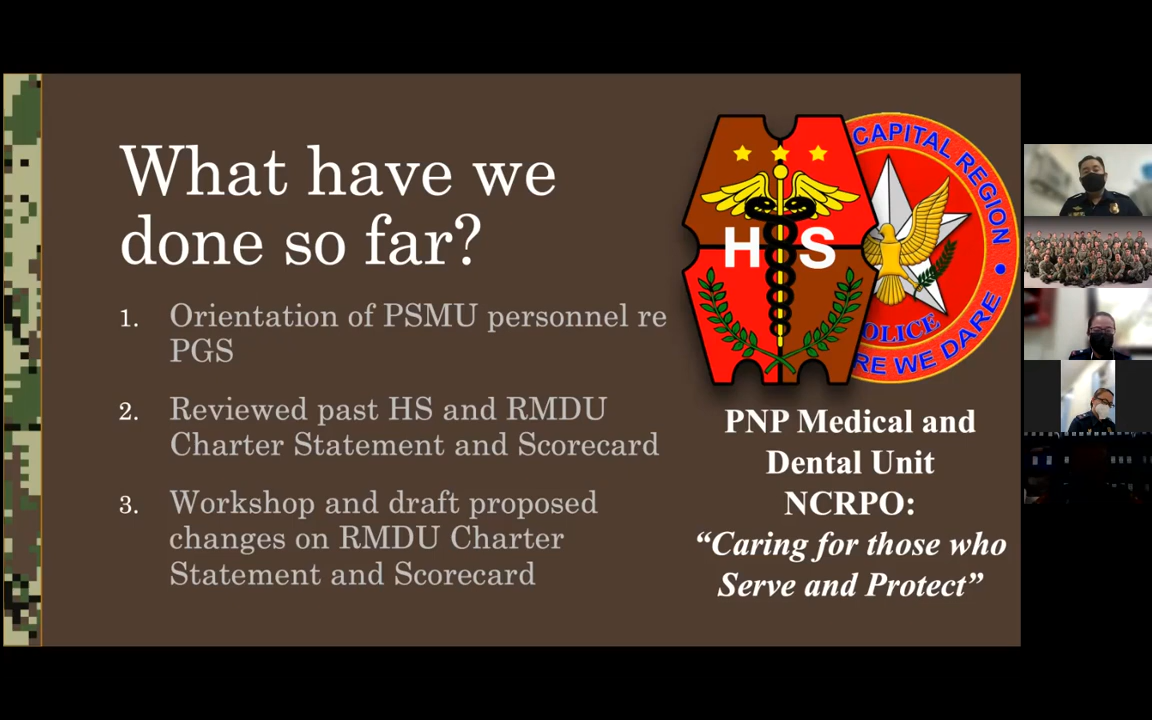 What have we
done so far?
1. Orientation of PSMU personnel re
PGS
2. Reviewed past HS and RMDU
Charter Statement and Scorecard
3. Workshop and draft proposed
changes on RMDU Charter
Statement and Scorecard
H S
CAPITAL REGION
POLICE
RE WE DARE
PNP Medical and
Dental Unit
NCRPO:
“Caring for those who
Serve and Protect”